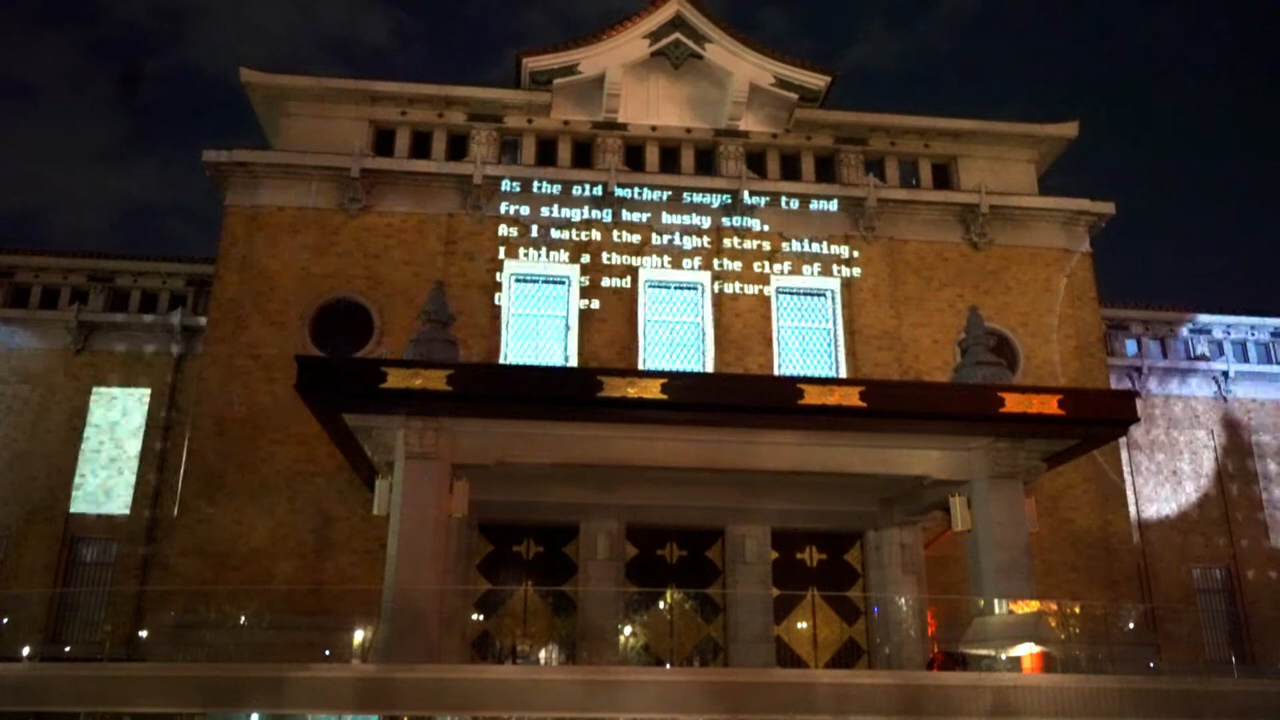 As the old mother sways her to and
fro singing her husky song,
As I watch the bright stars shining,
I think a thought of the clef of the
and future